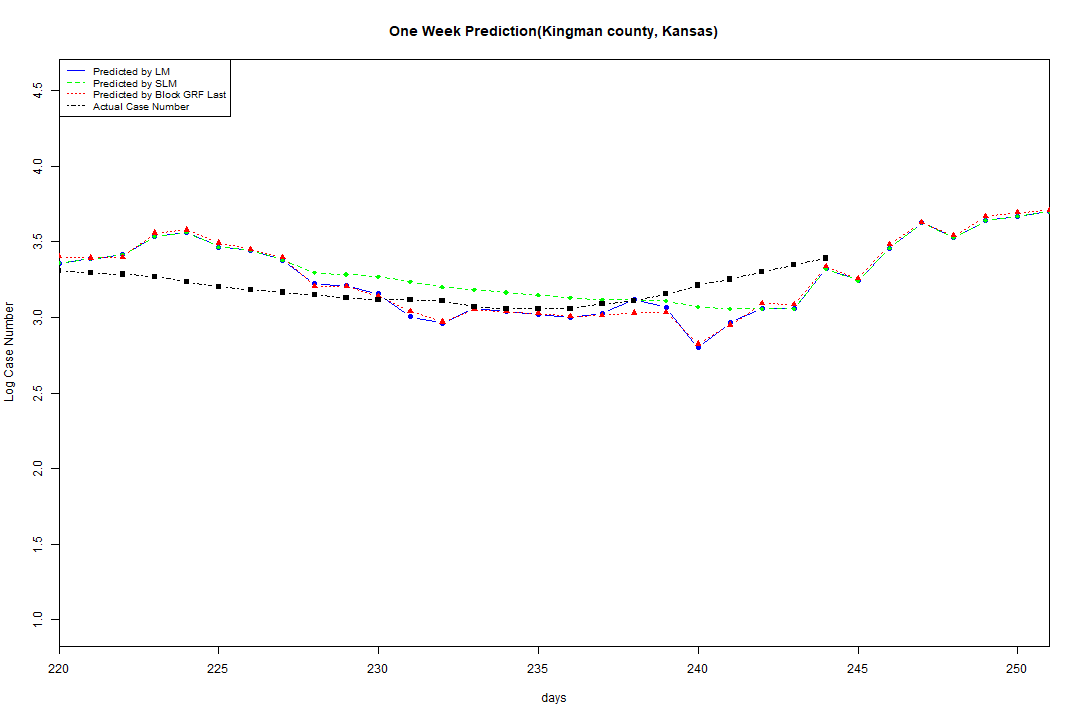 One Week Prediction(Kingman county, Kansas)
Predicted by LM
Predicted by SLM
Predicted by Block GRF Last
Actual Case Number
4.5
4.0
3.5
3.0
2.5
2.0
1.5
1.0
Log Case Number
220 225 230 235 240 245 250
days